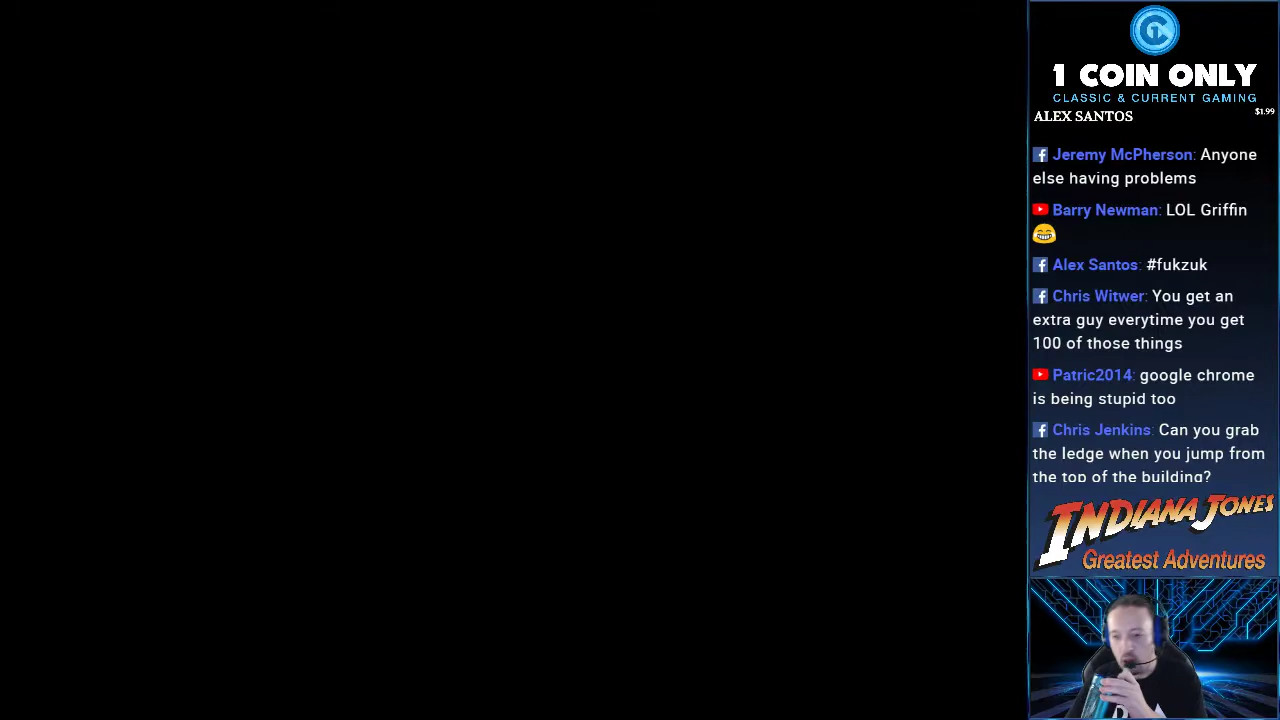 1 COIN ONLY
CLASSIC & CURRENT GAMING
ALEX SANTOS $1.99
Jeremy McPherson: Anyone
else having problems
Barry Newman: LOL Griffin
😂
Alex Santos: #fukzuk
Chris Witwer: You get an
extra guy everytime you get
100 of those things
Patric2014: google chrome
is being stupid too
Chris Jenkins: Can you grab
the ledge when you jump from
the top of the building?
INDIANA JONES
Greatest Adventures